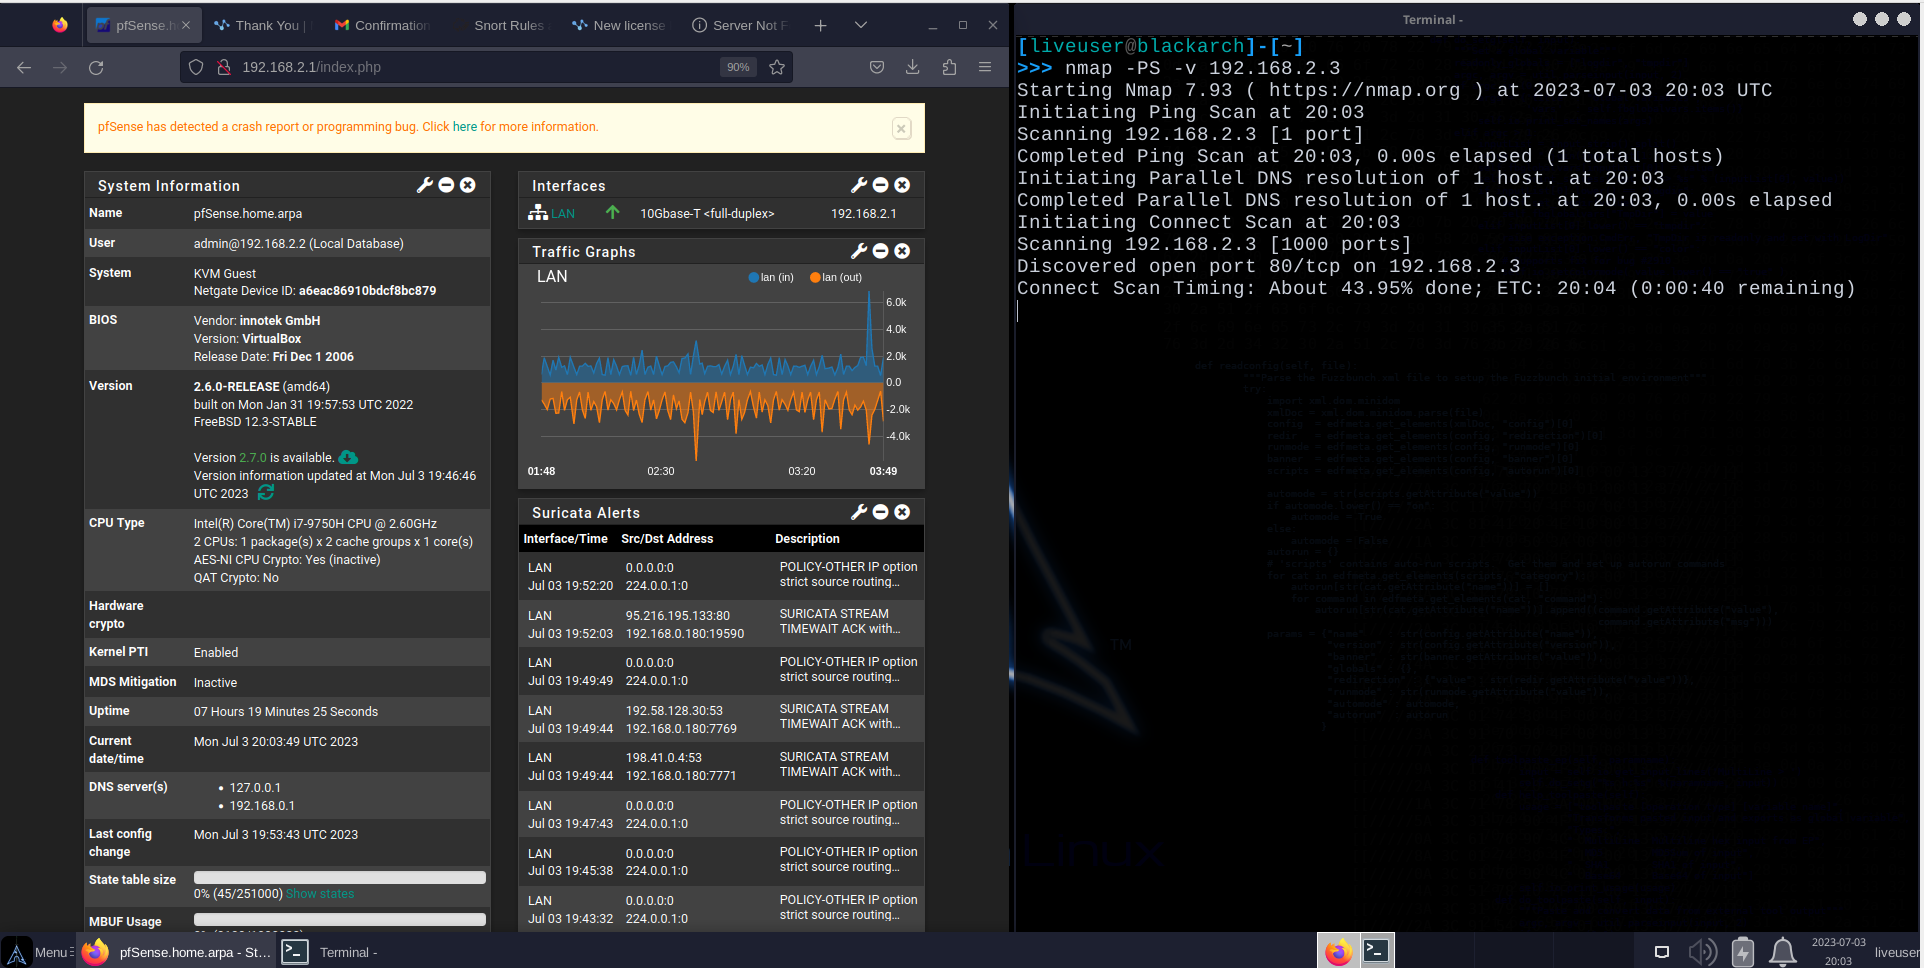 pfSense.h
Thank You |
Confirmation
Snort Rules
New license
Server Not F
192.168.2.1/index.php
90%
pfSense has detected a crash report or programming bug. Click here for more information.
System Information
Name pfSense.home.arpa
User admin@192.168.2.2 (Local Database)
System KVM Guest
Netgate Device ID: a6eac86910bdcf8bc879
BIOS Vendor: innotek GmbH
Version: VirtualBox
Release Date: Fri Dec 1 2006
Version 2.6.0-RELEASE (amd64)
built on Mon Jan 31 19:57:53 UTC 2022
FreeBSD 12.3-STABLE
Version 2.7.0 is available.
Version information updated at Mon Jul 3 19:46:46
UTC 2023
CPU Type Intel(R) Core(TM) i7-9750H CPU @ 2.60GHz
2 CPUs: 1 package(s) x 2 cache groups x 1 core(s)
AES-NI CPU Crypto: Yes (inactive)
QAT Crypto: No
Hardware
crypto
Kernel PTI Enabled
MDS Mitigation Inactive
Uptime 07 Hours 19 Minutes 25 Seconds
Current Mon Jul 3 20:03:49 UTC 2023
date/time
DNS server(s) • 127.0.0.1
• 192.168.0.1
Last config Mon Jul 3 19:53:43 UTC 2023
change
State table size
0% (45/251000) Show states
MBUF Usage
Interfaces
LAN 10Gbase-T <full-duplex> 192.168.2.1
Traffic Graphs
LAN
lan (in) lan (out)
6.0k
4.0k
2.0k
0.0
-2.0k
-4.0k
01:48 02:30 03:20 03:49
Suricata Alerts
Interface/Time Src/Dst Address Description
LAN 0.0.0.0:0 POLICY-OTHER IP option
Jul 03 19:52:20 224.0.0.1:0 strict source routing...
LAN 95.216.195.133:80 SURICATA STREAM
Jul 03 19:52:03 192.168.0.180:19590 TIMEWAIT ACK with...
LAN 0.0.0.0:0 POLICY-OTHER IP option
Jul 03 19:49:49 224.0.0.1:0 strict source routing...
LAN 192.58.128.30:53 SURICATA STREAM
Jul 03 19:49:44 192.168.0.180:7769 TIMEWAIT ACK with...
LAN 198.41.0.4:53 SURICATA STREAM
Jul 03 19:49:44 192.168.0.180:7771 TIMEWAIT ACK with...
LAN 0.0.0.0:0 POLICY-OTHER IP option
Jul 03 19:47:43 224.0.0.1:0 strict source routing...
LAN 0.0.0.0:0 POLICY-OTHER IP option
Jul 03 19:45:38 224.0.0.1:0 strict source routing...
LAN 0.0.0.0:0 POLICY-OTHER IP option
Jul 03 19:43:32 224.0.0.1:0 strict source routing...
Terminal -
[liveuser@blackarch]-[~]
>>> nmap -PS -v 192.168.2.3
Starting Nmap 7.93 ( https://nmap.org ) at 2023-07-03 20:03 UTC
Initiating Ping Scan at 20:03
Scanning 192.168.2.3 [1 port]
Completed Ping Scan at 20:03, 0.00s elapsed (1 total hosts)
Initiating Parallel DNS resolution of 1 host. at 20:03
Completed Parallel DNS resolution of 1 host. at 20:03, 0.00s elapsed
Initiating Connect Scan at 20:03
Scanning 192.168.2.3 [1000 ports]
Discovered open port 80/tcp on 192.168.2.3
Connect Scan Timing: About 43.95% done; ETC: 20:04 (0:00:40 remaining)
TM
Linux
Menu
pfSense.home.arpa - St...
Terminal -
2023-07-03
20:03
liveuser